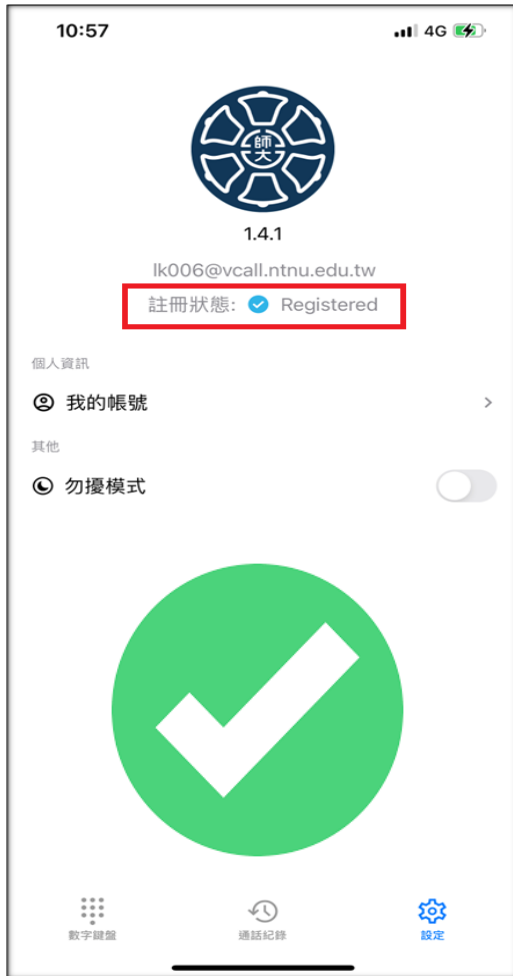 10:57
4G
師大
1.4.1
lk006@vcall.ntnu.edu.tw
註冊狀態: Registered
個人資訊
我的帳號
其他
勿擾模式
數字鍵盤
通話紀錄
設定